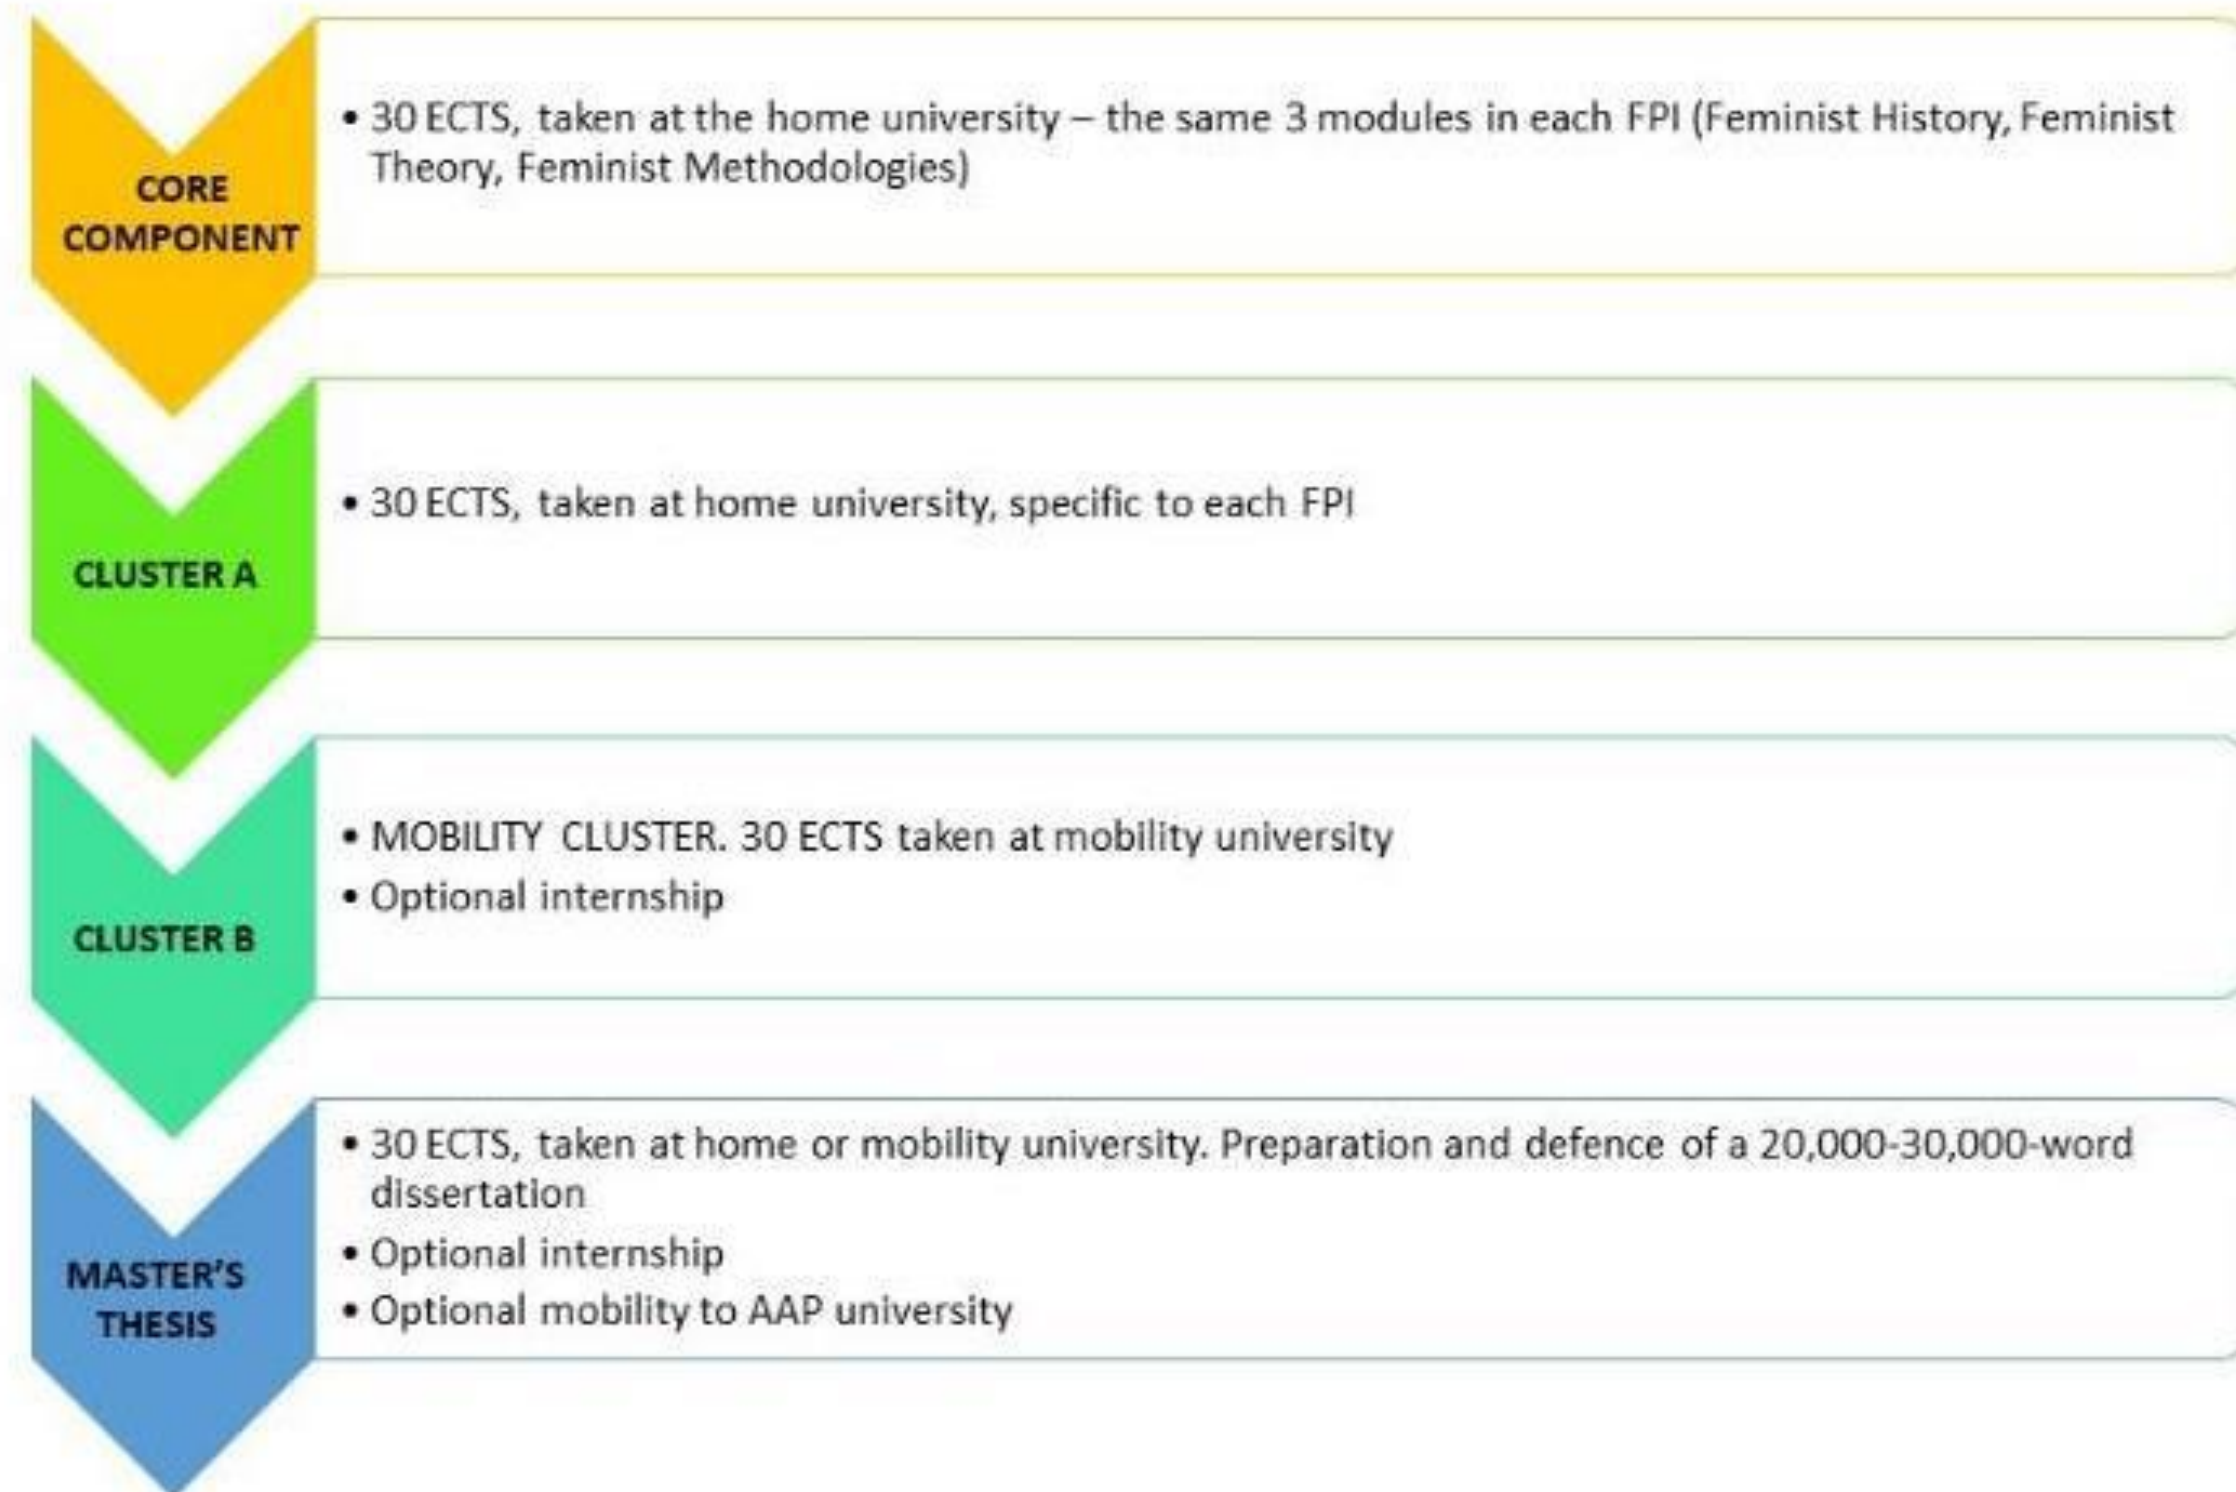 CORE
COMPONENT
• 30 ECTS, taken at the home university – the same 3 modules in each FPI (Feminist History, Feminist
Theory, Feminist Methodologies)
CLUSTER A
• 30 ECTS, taken at home university, specific to each FPI
CLUSTER B
• MOBILITY CLUSTER. 30 ECTS taken at mobility university
• Optional internship
MASTER'S
THESIS
• 30 ECTS, taken at home or mobility university. Preparation and defence of a 20,000-30,000-word
dissertation
• Optional internship
• Optional mobility to AAP university